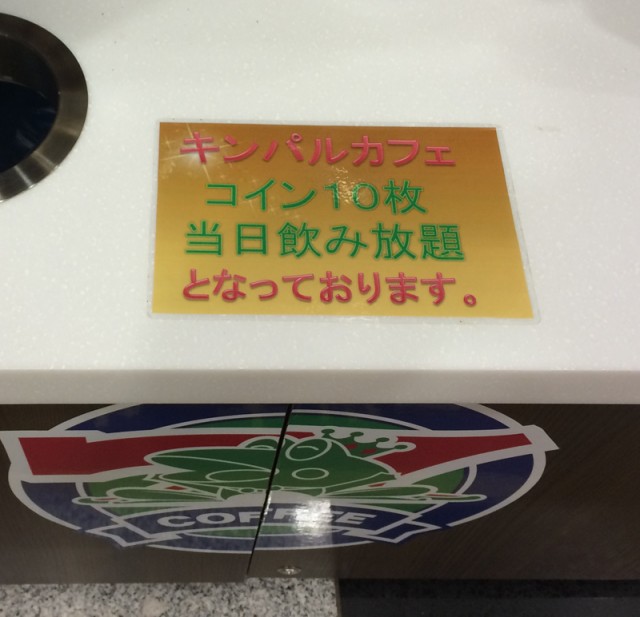 キンパルカフェ
コイン10枚
当日飲み放題
となっております。
COFFEE